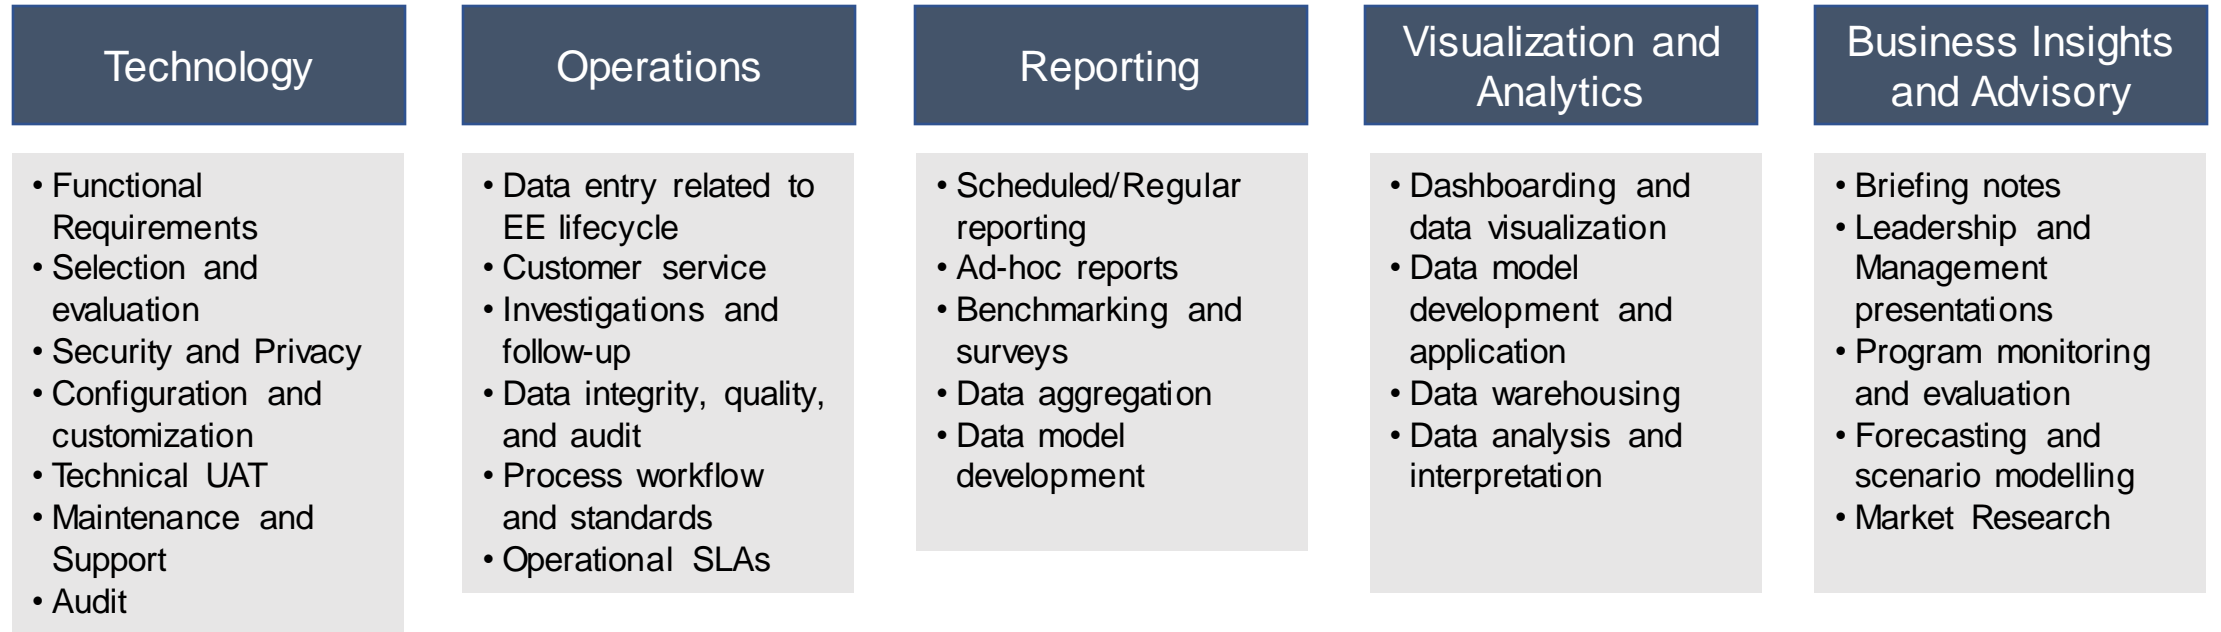 Technology
• Functional
Requirements
• Selection and
evaluation
• Security and Privacy
• Configuration and
customization
• Technical UAT
• Maintenance and
Support
• Audit
Operations
• Data entry related to
EE lifecycle
• Customer service
• Investigations and
follow-up
• Data integrity, quality,
and audit
• Process workflow
and standards
• Operational SLAs
Reporting
• Scheduled/Regular
reporting
• Ad-hoc reports
• Benchmarking and
surveys
• Data aggregation
• Data model
development
Visualization and
Analytics
• Dashboarding and
data visualization
• Data model
development and
application
• Data warehousing
• Data analysis and
interpretation
Business Insights
and Advisory
• Briefing notes
• Leadership and
Management
presentations
• Program monitoring
and evaluation
• Forecasting and
scenario modelling
• Market Research